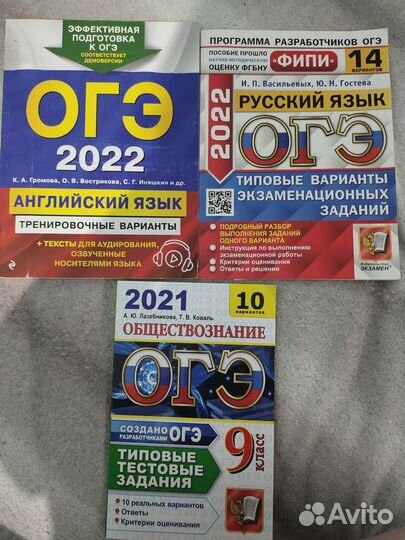 ЭФФЕКТИВНАЯ
ПОДГОТОВКА
К ОГЭ
СООТВЕТСТВУЕТ
ДЕМОВЕРСИИ
ОГЭ
2022
К. А. Громова, О. В. Вострикова, С. Г. Иняшкин и др.
АНГЛИЙСКИЙ ЯЗЫК
ТРЕНИРОВОЧНЫЕ ВАРИАНТЫ
+ ТЕКСТЫ ДЛЯ АУДИРОВАНИЯ,
ОЗВУЧЕННЫЕ
НОСИТЕЛЯМИ ЯЗЫКА
ПРОГРАММА РАЗРАБОТЧИКОВ ОГЭ
ПОСОБИЕ ПРОШЛО
НАУЧНО-МЕТОДИЧЕСКУЮ
ОЦЕНКУ ФГБНУ
«ФИПИ»
14
ВАРИАНТОВ
И. П. Васильевых, Ю. Н. Гостева
2022
РУССКИЙ ЯЗЫК
ОГЭ
ТИПОВЫЕ ВАРИАНТЫ
ЭКЗАМЕНАЦИОННЫХ
ЗАДАНИЙ
• ПОДРОБНЫЙ РАЗБОР
ВЫПОЛНЕНИЯ ЗАДАНИЙ
ОДНОГО ВАРИАНТА
• Инструкция по выполнению
экзаменационной работы
• Критерии оценивания
• Ответы и решения
Издательство
ЭКЗАМЕН
2021
10
вариантов
А. Ю. Лазебникова, Т. В. Коваль
ОБЩЕСТВОЗНАНИЕ
ОГЭ
СОЗДАНО
РАЗРАБОТЧИКАМИ ОГЭ
ТИПОВЫЕ
ТЕСТОВЫЕ
ЗАДАНИЯ
9 класс
• 10 реальных вариантов
• Ответы
• Критерии оценивания
Avito